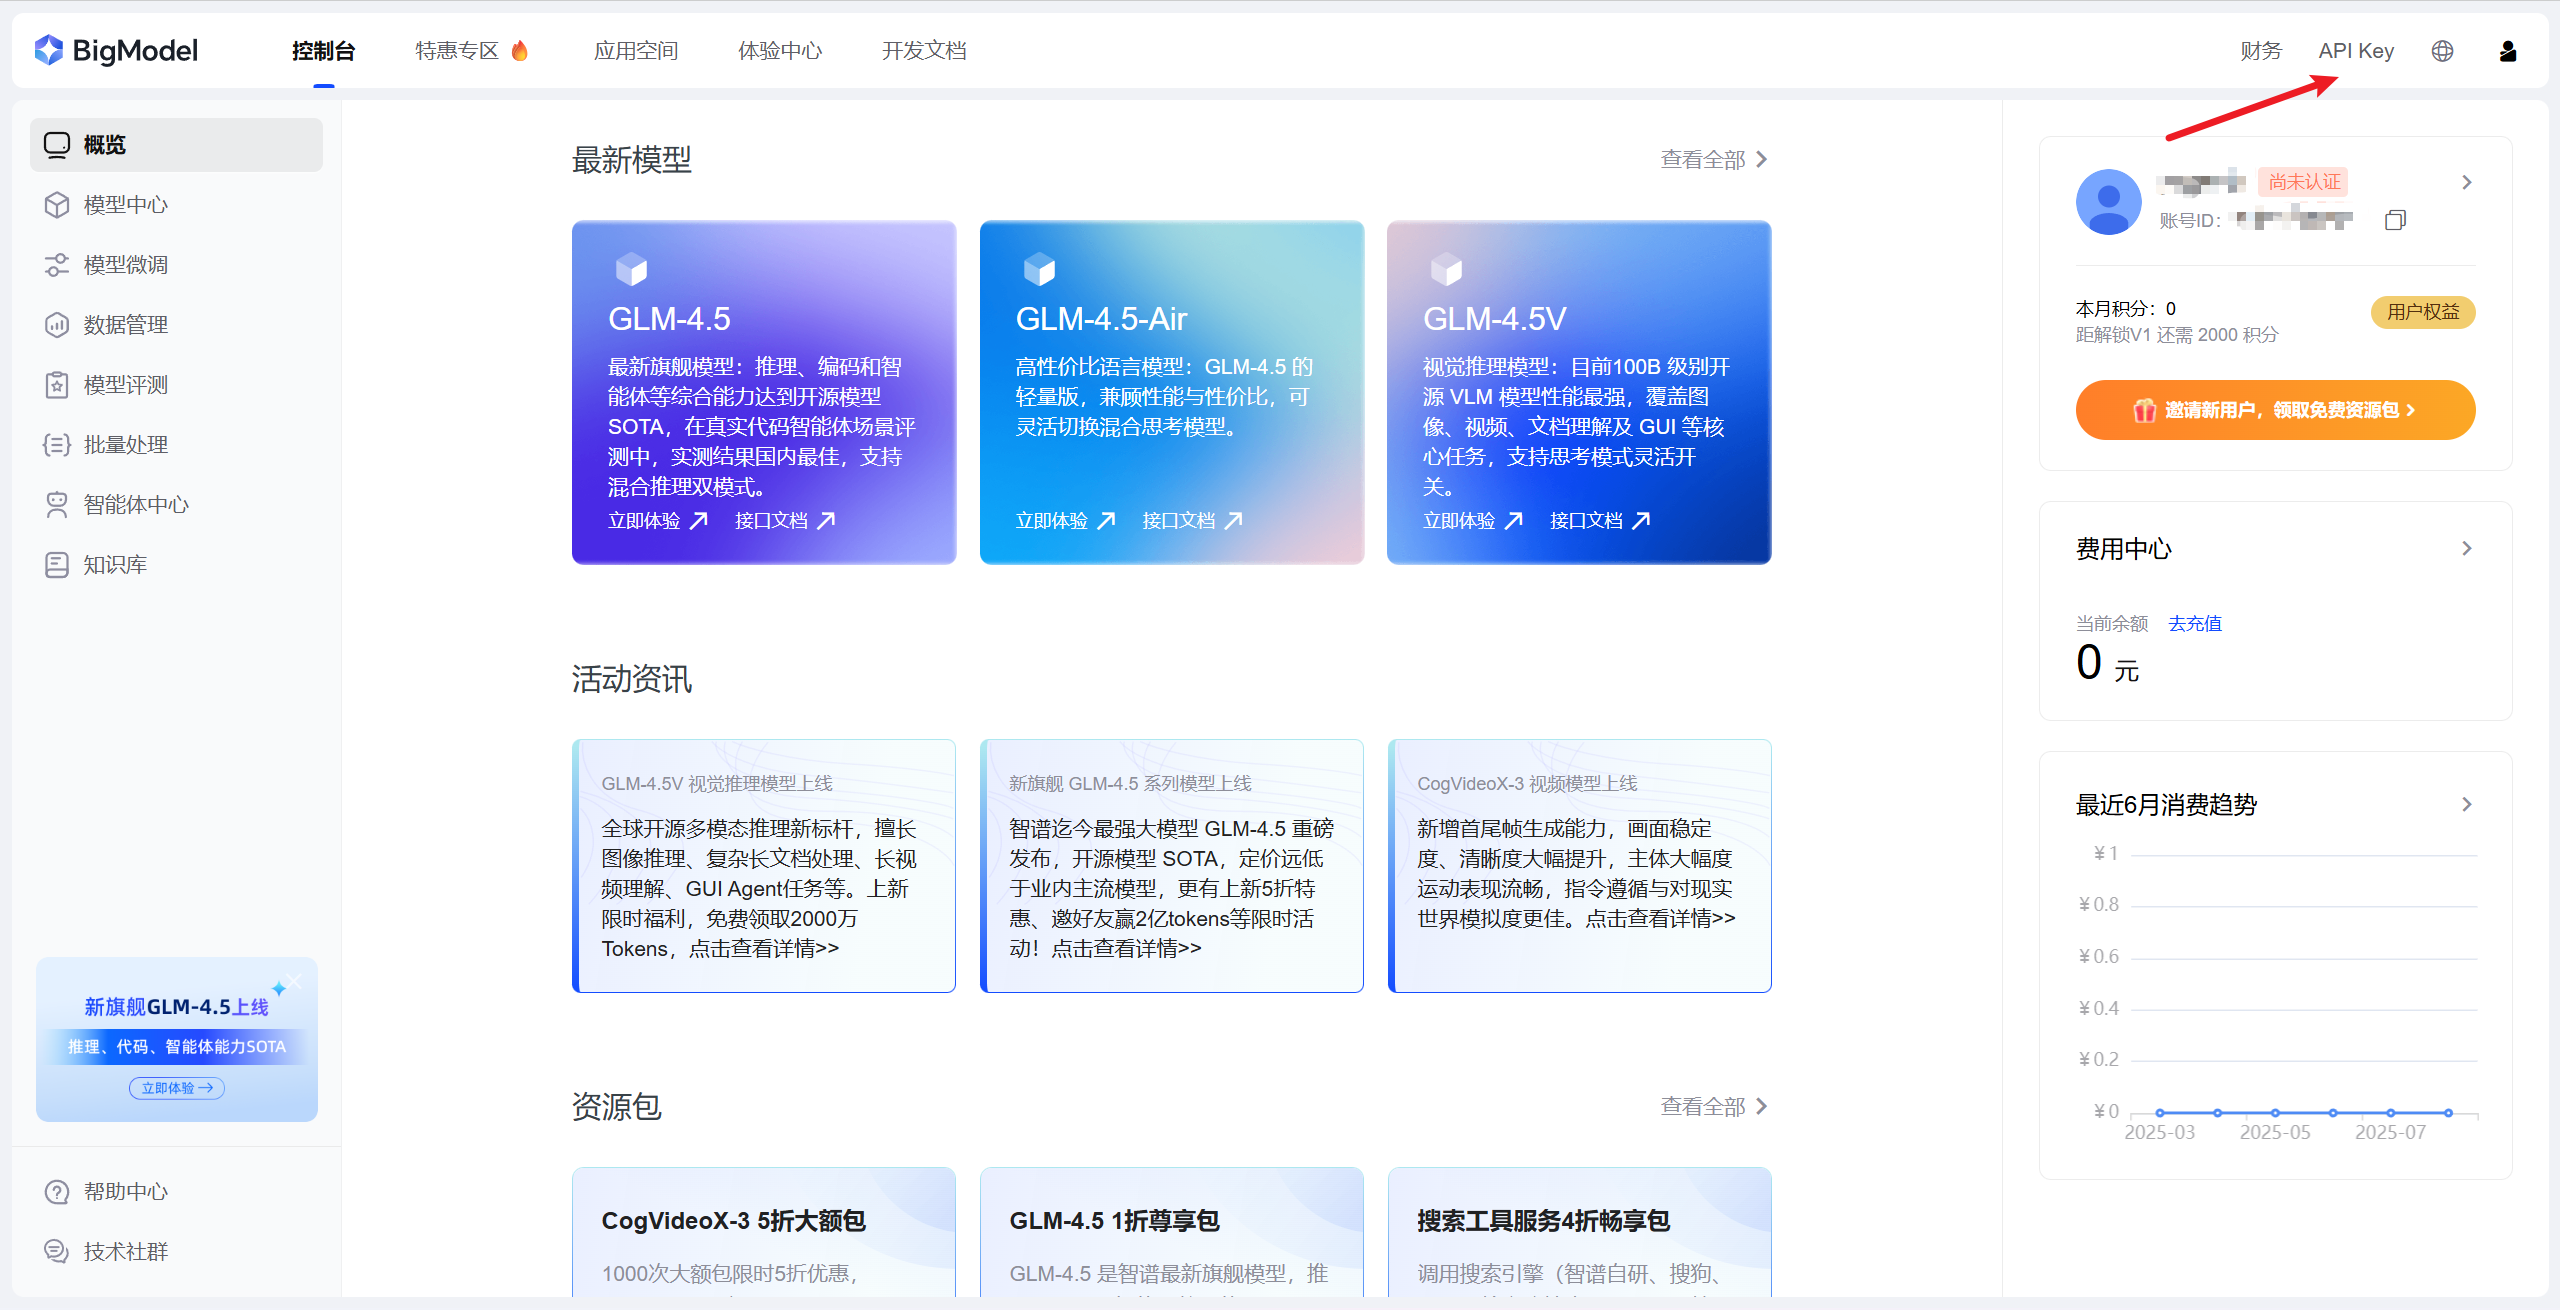 BigModel
控制台
特惠专区
应用空间
体验中心
开发文档
财务
API Key
概览
模型中心
模型微调
数据管理
模型评测
批量处理
智能体中心
知识库
新旗舰GLM-4.5上线
推理、代码、智能体能力SOTA
立即体验
帮助中心
技术社群
最新模型
查看全部
GLM-4.5
最新旗舰模型：推理、编码和智
能体等综合能力达到开源模型
SOTA，在真实代码智能体场景评
测中，实测结果国内最佳，支持
混合推理双模式。
立即体验
接口文档
GLM-4.5-Air
高性价比语言模型：GLM-4.5 的
轻量版，兼顾性能与性价比，可
灵活切换混合思考模型。
立即体验
接口文档
GLM-4.5V
视觉推理模型：目前100B 级别开
源 VLM 模型性能最强，覆盖图
像、视频、文档理解及 GUI 等核
心任务，支持思考模式灵活开
关。
立即体验
接口文档
活动资讯
GLM-4.5V 视觉推理模型上线
全球开源多模态推理新标杆，擅长
图像推理、复杂长文档处理、长视
频理解、GUI Agent任务等。上新
限时福利，免费领取2000万
Tokens，点击查看详情>>
新旗舰 GLM-4.5 系列模型上线
智谱迄今最强大模型 GLM-4.5 重磅
发布，开源模型 SOTA，定价远低
于业内主流模型，更有上新5折特
惠、邀好友赢2亿tokens等限时活
动！点击查看详情>>
CogVideoX-3 视频模型上线
新增首尾帧生成能力，画面稳定
度、清晰度大幅提升，主体大幅度
运动表现流畅，指令遵循与对现实
世界模拟度更佳。点击查看详情>>
资源包
查看全部
CogVideoX-3 5折大额包
1000次大额包限时5折优惠，
GLM-4.5 1折尊享包
GLM-4.5 是智谱最新旗舰模型，推
搜索工具服务4折畅享包
调用搜索引擎（智谱自研、搜狗、
尚未认证
账号ID：
本月积分：0
距解锁V1 还需 2000 积分
用户权益
邀请新用户，领取免费资源包
费用中心
当前余额
去充值
0 元
最近6月消费趋势
¥ 1
¥ 0.8
¥ 0.6
¥ 0.4
¥ 0.2
¥ 0
2025-03
2025-05
2025-07